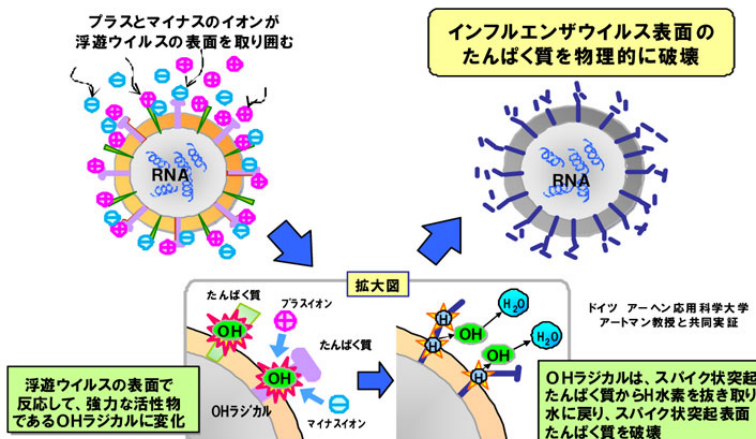 プラスとマイナスのイオンが
浮遊ウイルスの表面を取り囲む
インフルエンザウイルス表面の
たんぱく質を物理的に破壊
RNA
RNA
拡大図
たんぱく質
プラスイオン
OH
たんぱく質
OH
OHラジカル
マイナスイオン
H
H₂O
H
OH
H₂O
OH
H
ドイツ アーヘン応用科学大学
アートマン教授と共同実証
浮遊ウイルスの表面で
反応して、強力な活性物
であるOHラジカルに変化
OHラジカルは、スパイク状突起
たんぱく質からH水素を抜き取り
水に戻り、スパイク状突起表面
たんぱく質を破壊